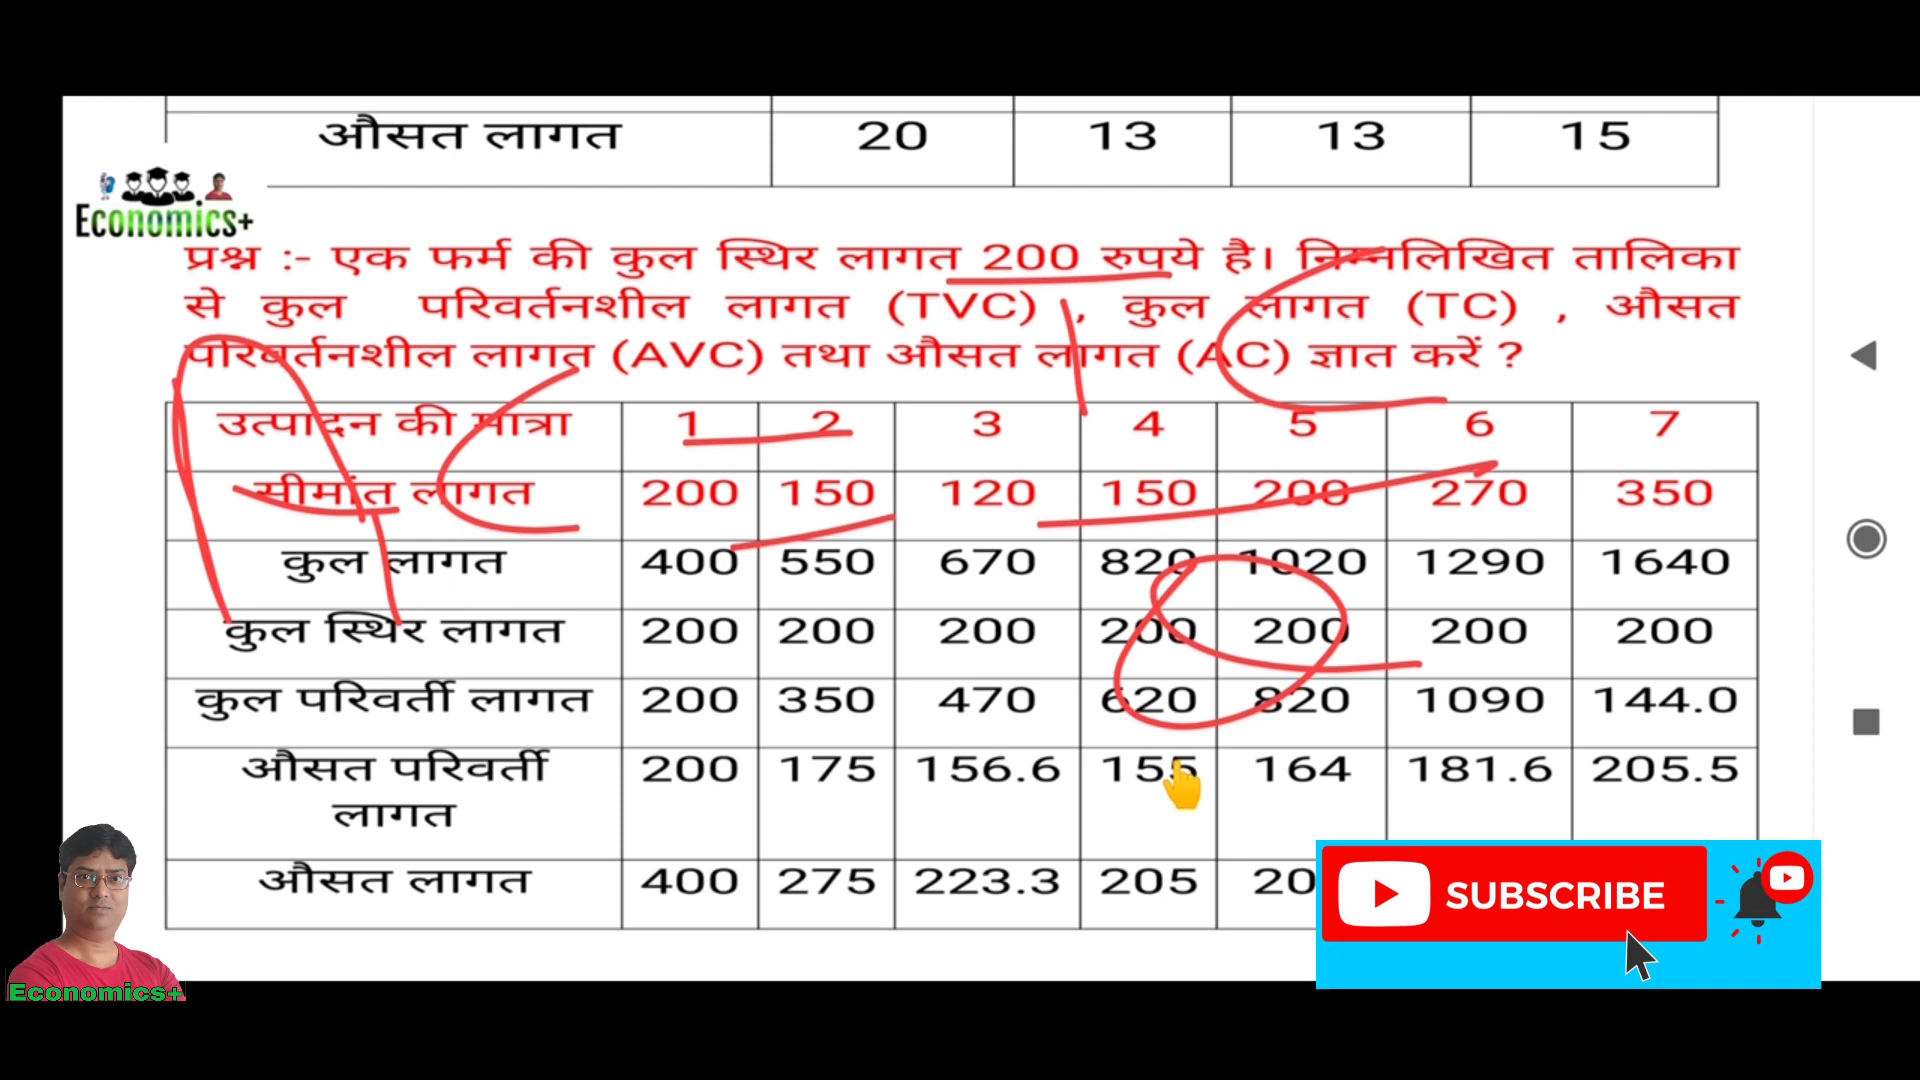 औसत लागत 20 13 13 15
Economics+
प्रश्न :- एक फर्म की कुल स्थिर लागत 200 रुपये है। निम्नलिखित तालिका
से कुल परिवर्तनशील लागत (TVC) , कुल लागत (TC) , औसत
परिवर्तनशील लागत (AVC) तथा औसत लागत (AC) ज्ञात करें ?
उत्पादन की मात्रा 1 2 3 4 5 6 7
सीमांत लागत 200 150 120 150 200 270 350
कुल लागत 400 550 670 820 1020 1290 1640
कुल स्थिर लागत 200 200 200 200 200 200 200
कुल परिवर्ती लागत 200 350 470 620 820 1090 144.0
औसत परिवर्ती 200 175 156.6 155 164 181.6 205.5
लागत
औसत लागत 400 275 223.3 205
SUBSCRIBE
Economics+